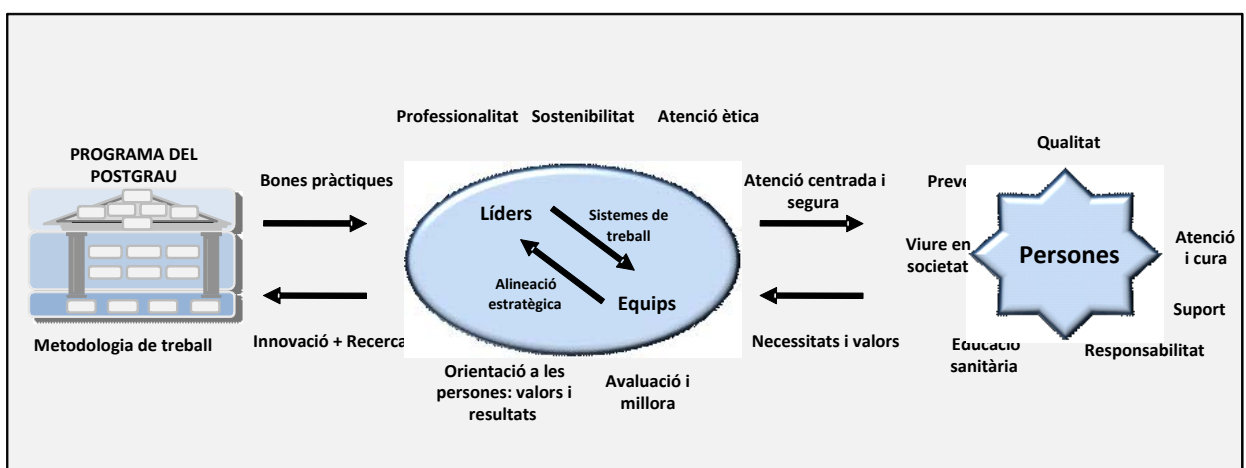 Professionalitat Sostenibilitat Atenció ètica
PROGRAMA DEL
POSTGRAU
Metodologia de treball
Bones pràctiques
Innovació + Recerca
Líders
Sistemes de
treball
Alineació
estratègica
Equips
Orientació a les
persones: valors i
resultats
Avaluació i
millora
Atenció centrada i
segura
Necessitats i valors
Qualitat
Viure en
societat
Persones
Atenció
i cura
Suport
Educació
sanitària
Responsabilitat